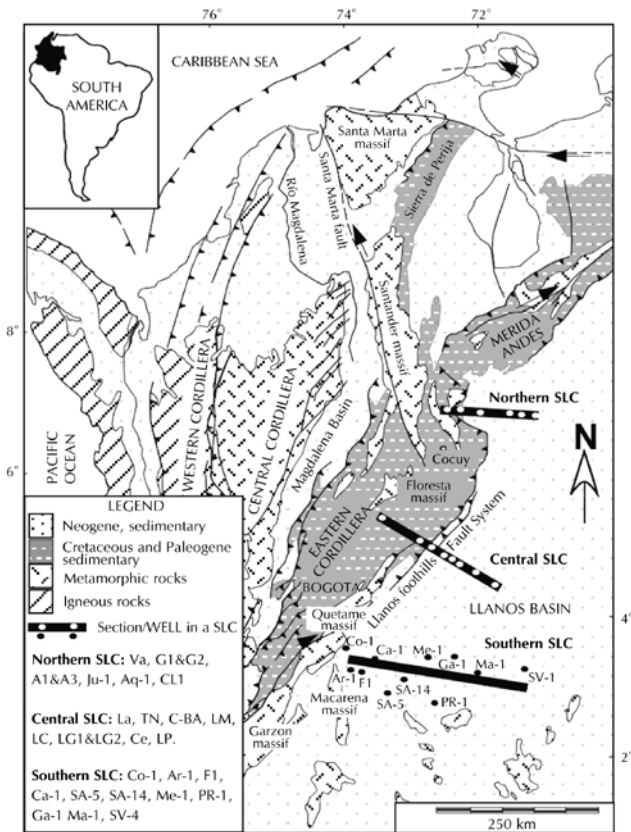 76°
74°
72°
SOUTH
AMERICA
CARIBBEAN SEA
Santa Marta
massif
Sierra de Perija
Santa Marta fault
Río Magdalena
Santander massif
MERIDA
ANDES
8°
WESTERN CORDILLERA
CENTRAL CORDILLERA
Magdalena Basin
Northern SLC
N
PACIFIC
OCEAN
6°
Cocuy
Floresta
massif
EASTERN
CORDILLERA
Llanos foothills Fault System
Central SLC
BOGOTA
LLANOS BASIN
4°
Quetame
massif
Southern SLC
Co-1
Ca-1
Me-1
Ga-1
Ma-1
SV-1
Ar-1
F1
SA-14
SA-5
PR-1
Macarena
massif
Garzon
massif
LEGEND
Neogene, sedimentary
Cretaceous and Paleogene
sedimentary
Metamorphic rocks
Igneous rocks
Section/WELL in a SLC
Northern SLC: Va, G1&G2,
A1&A3, Ju-1, Aq-1, CL1
Central SLC: La, TN, C-BA, LM,
LC, LG1&LG2, Ce, LP.
Southern SLC: Co-1, Ar-1, F1,
Ca-1, SA-5, SA-14, Me-1, PR-1,
Ga-1 Ma-1, SV-4
2°
250 km